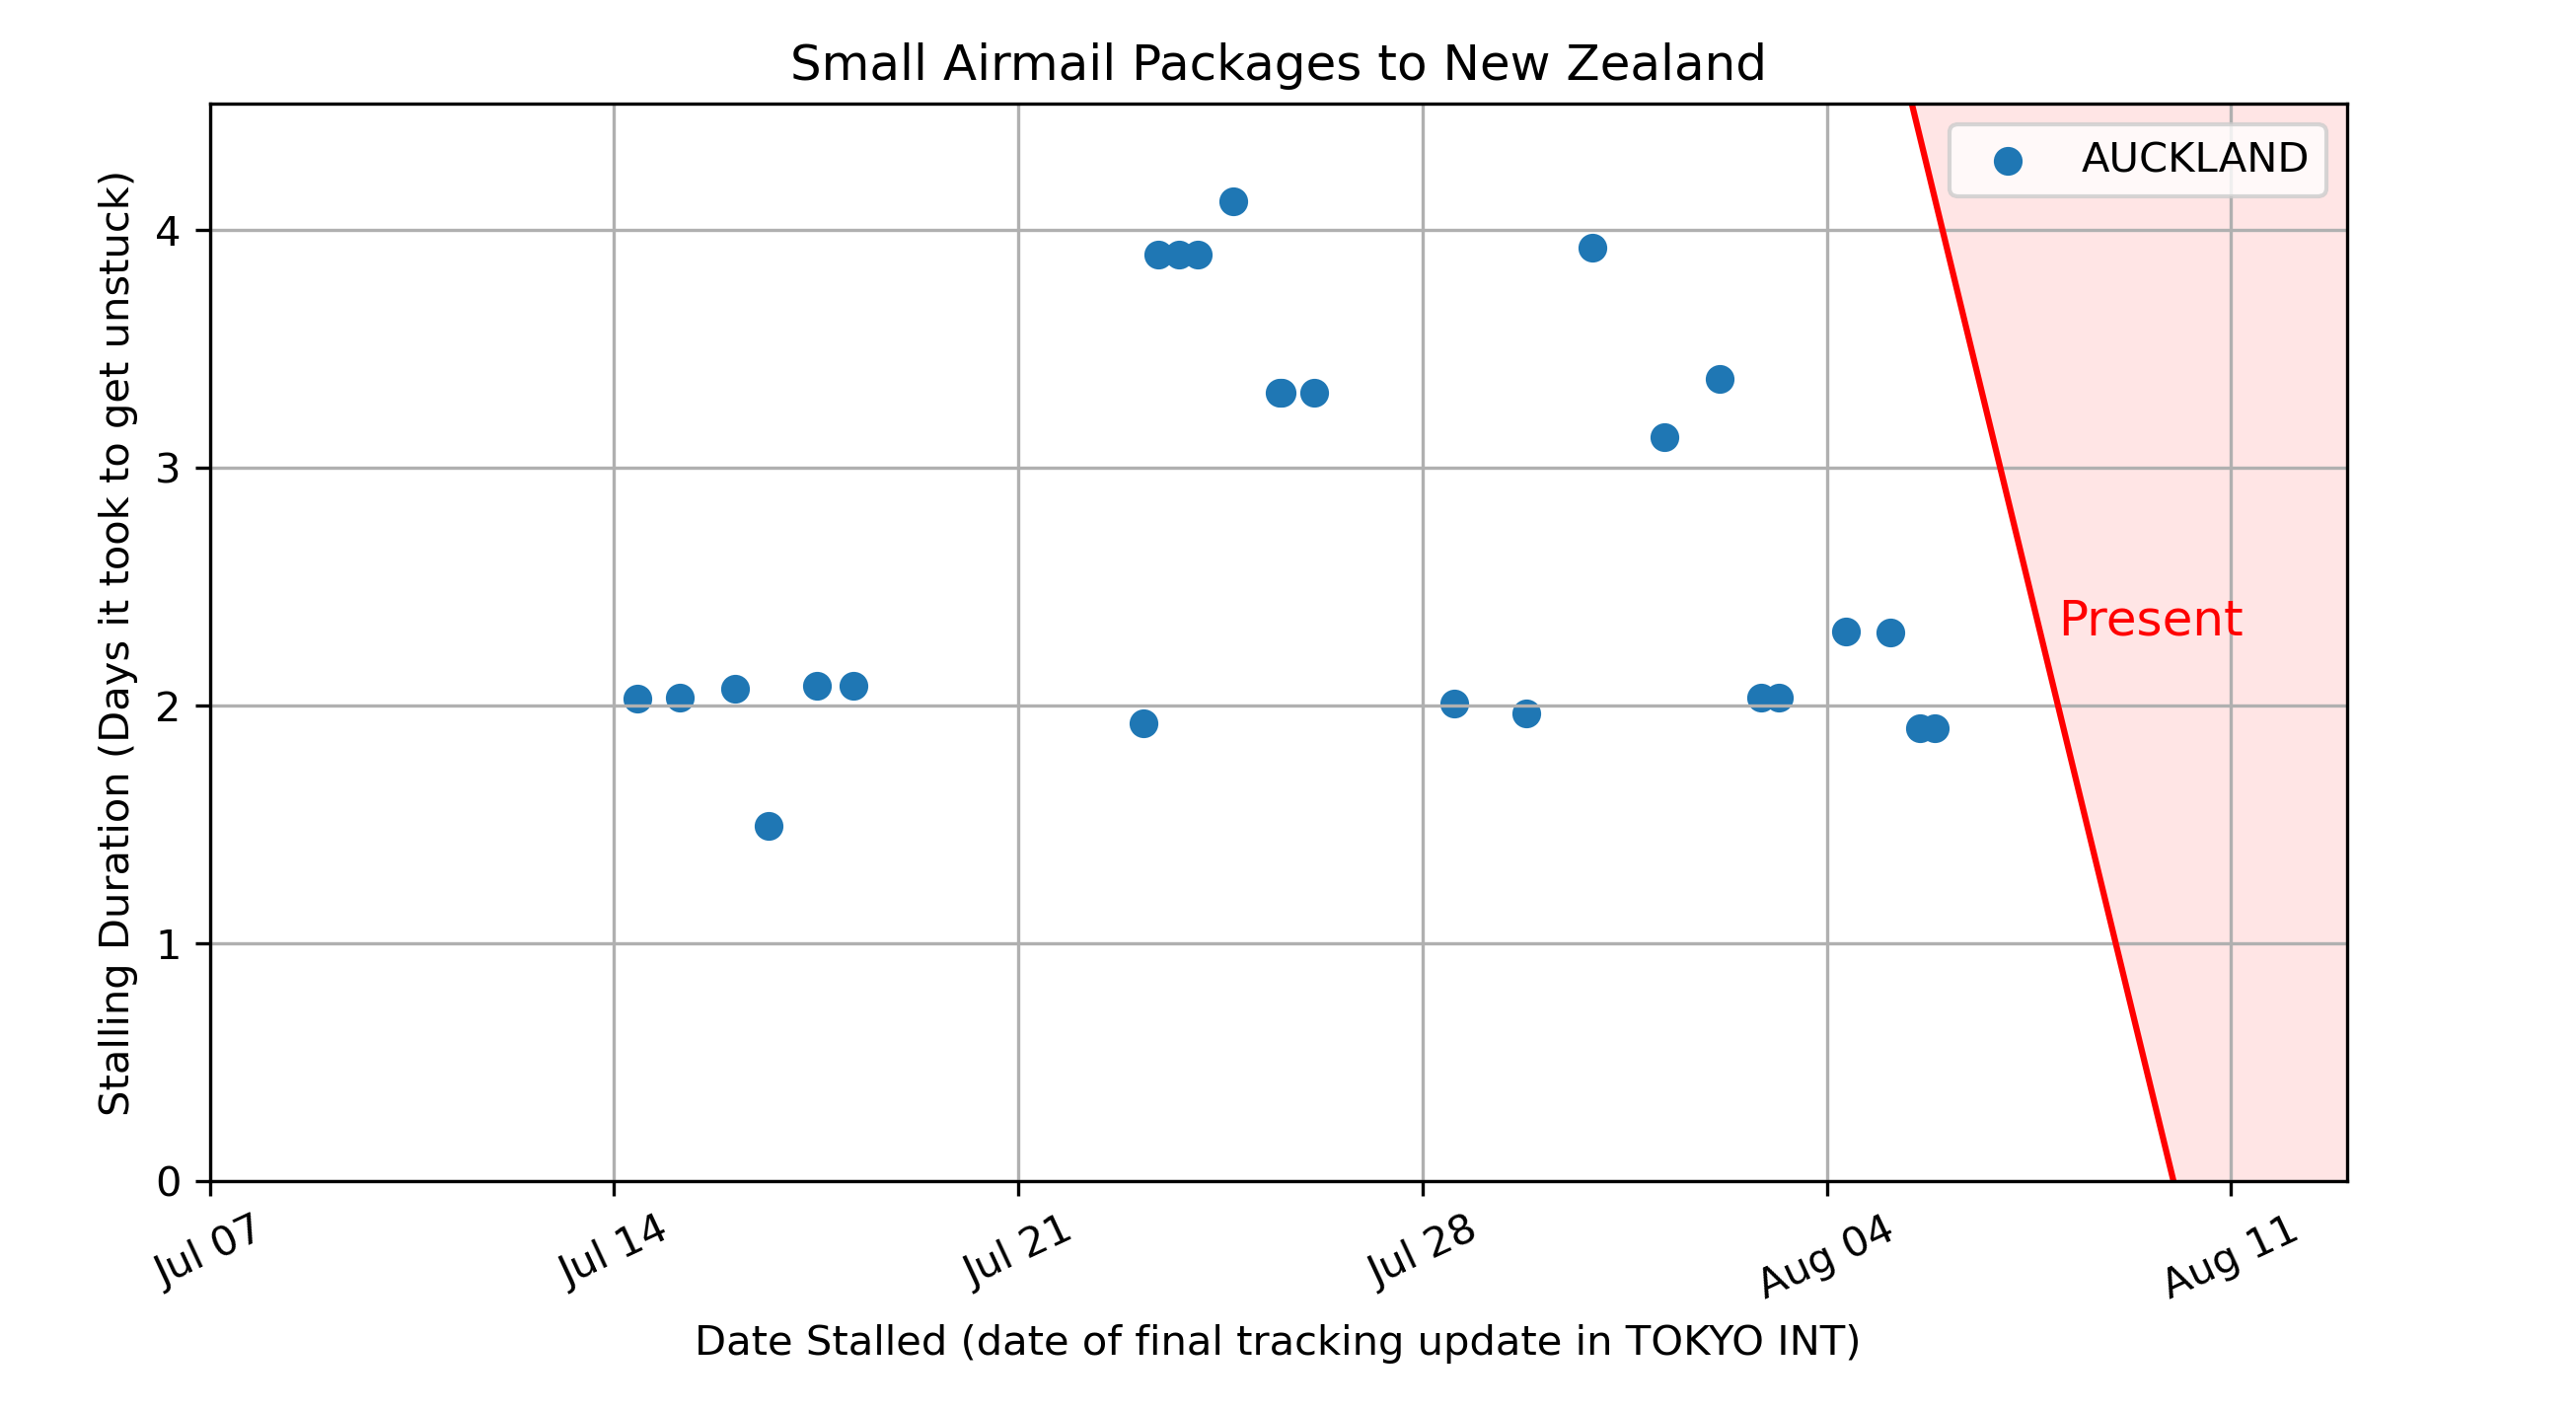 Small Airmail Packages to New Zealand
AUCKLAND
Present
Stalling Duration (Days it took to get unstuck)
4
3
2
1
0
Jul 07
Jul 14
Jul 21
Jul 28
Aug 04
Aug 11
Date Stalled (date of final tracking update in TOKYO INT)